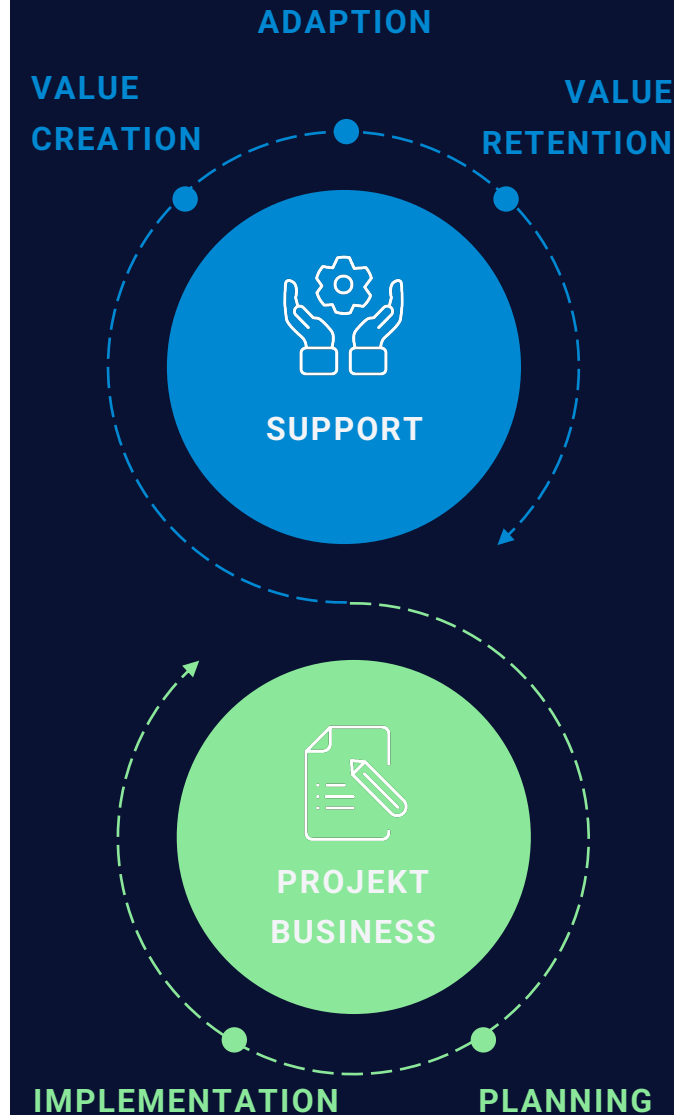 ADAPTION
VALUE
CREATION
VALUE
RETENTION
SUPPORT
PROJEKT
BUSINESS
IMPLEMENTATION
PLANNING